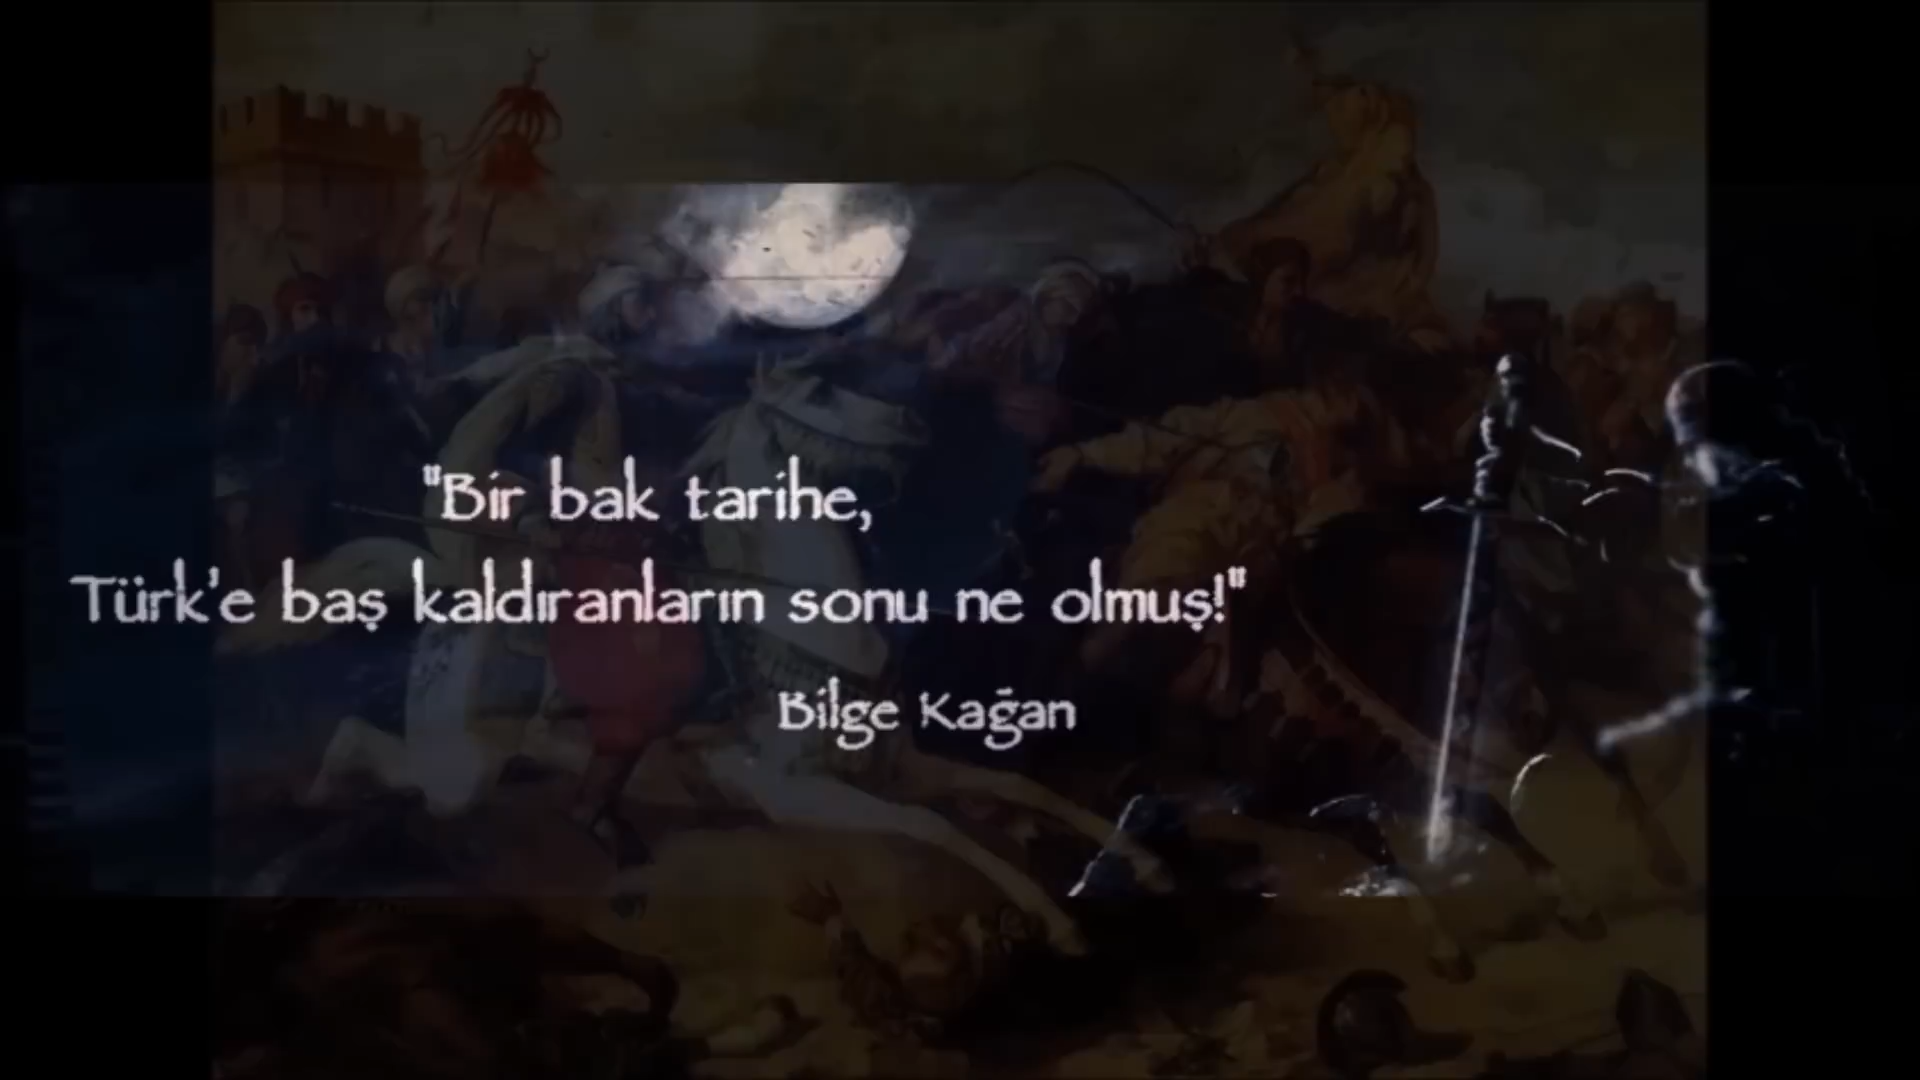 "Bir bak tarihe,
Türk'e baş kaldıranların sonu ne olmuş!"
Bilge Kağan